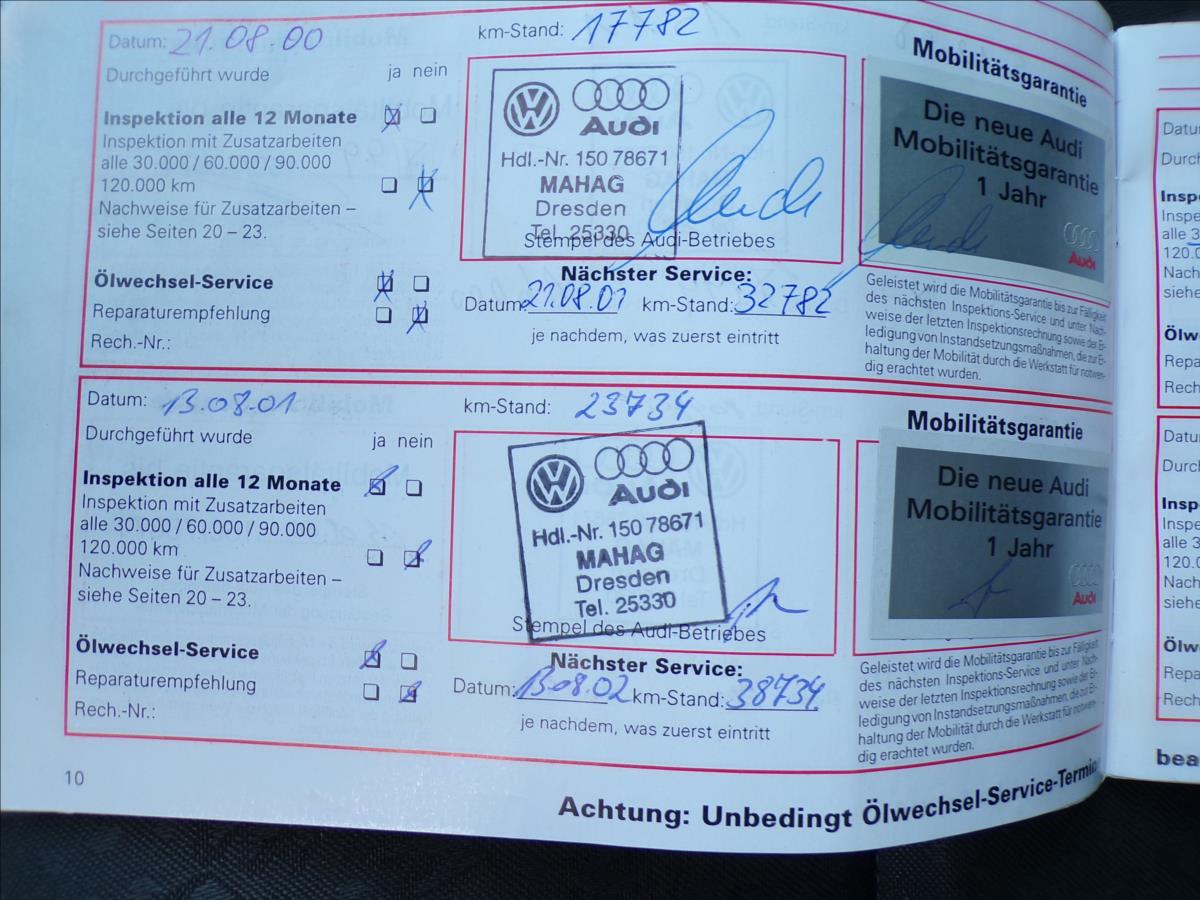 Datum: 21.08.00
km-Stand: 17782
Durchgeführt wurde ja nein
Inspektion alle 12 Monate
Inspektion mit Zusatzarbeiten
alle 30.000 / 60.000 / 90.000
120.000 km
Nachweise für Zusatzarbeiten –
siehe Seiten 20 – 23.
Ölwechsel-Service
Reparaturempfehlung
Rech.-Nr.:
Audi
Hdl.-Nr. 150 78671
MAHAG
Dresden
Tel. 25330
Stempel des Audi-Betriebes
Nächster Service:
Datum: 21.08.01 km-Stand: 32782
je nachdem, was zuerst eintritt
Mobilitätsgarantie
Die neue Audi
Mobilitätsgarantie
1 Jahr
Audi
Geleistet wird die Mobilitätsgarantie bis zur Fälligkeit
des nächsten Inspektions-Service und unter Nach-
weise der letzten Inspektionsrechnung sowie der Er-
ledigung von Instandsetzungsmaßnahmen, die zur Er-
haltung der Mobilität durch die Werkstatt für notwen-
dig erachtet wurden.
Datum: 13.08.01
km-Stand: 23734
Durchgeführt wurde ja nein
Inspektion alle 12 Monate
Inspektion mit Zusatzarbeiten
alle 30.000 / 60.000 / 90.000
120.000 km
Nachweise für Zusatzarbeiten –
siehe Seiten 20 – 23.
Ölwechsel-Service
Reparaturempfehlung
Rech.-Nr.:
Audi
Hdl.-Nr. 150 78671
MAHAG
Dresden
Tel. 25330
Stempel des Audi-Betriebes
Nächster Service:
Datum: 13.08.02 km-Stand: 38734
je nachdem, was zuerst eintritt
Mobilitätsgarantie
Die neue Audi
Mobilitätsgarantie
1 Jahr
Audi
Geleistet wird die Mobilitätsgarantie bis zur Fälligkeit
des nächsten Inspektions-Service und unter Nach-
weise der letzten Inspektionsrechnung sowie der Er-
ledigung von Instandsetzungsmaßnahmen, die zur Er-
haltung der Mobilität durch die Werkstatt für notwen-
dig erachtet wurden.
10
Achtung: Unbedingt Ölwechsel-Service-Termin